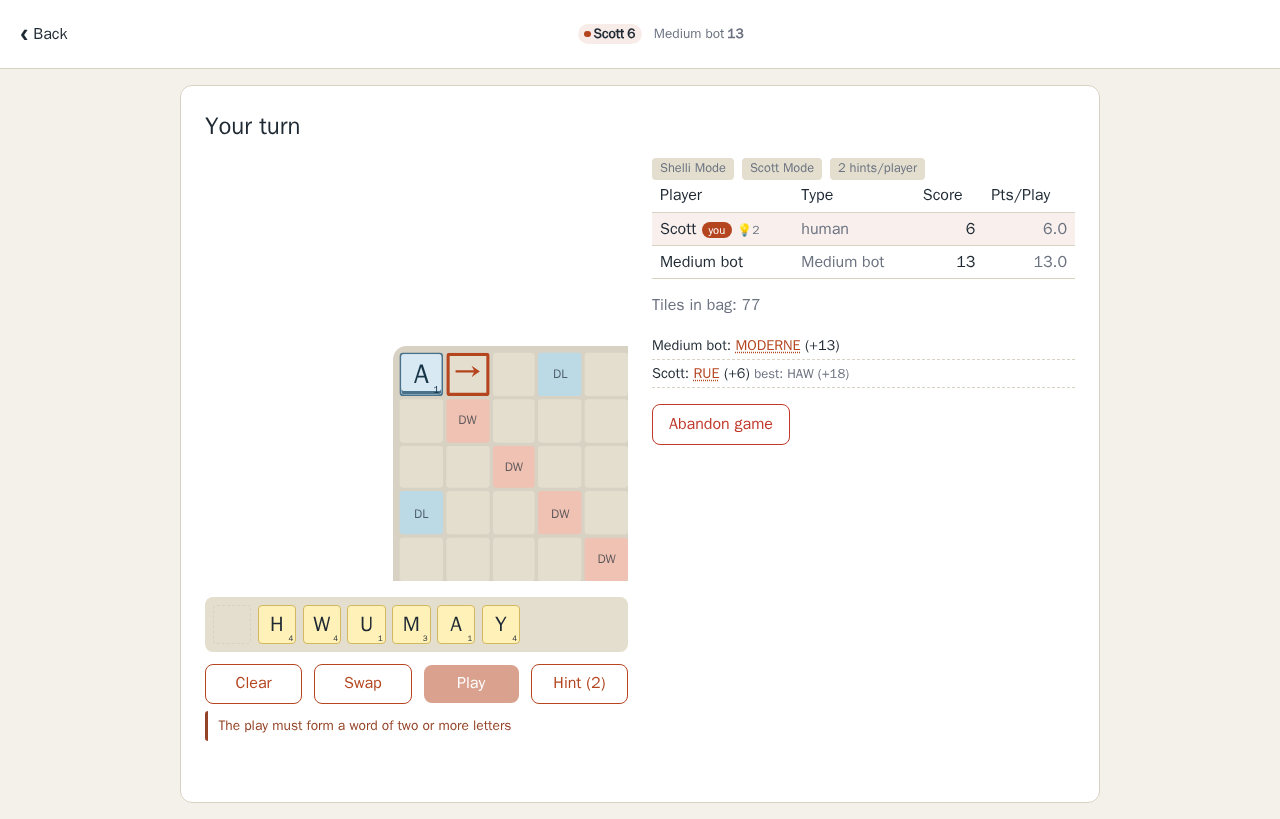 ‹ Back
Scott 6 Medium bot 13
Your turn
Shelli Mode Scott Mode 2 hints/player
Player Type Score Pts/Play
Scott you 💡2 human 6 6.0
Medium bot Medium bot 13 13.0
Tiles in bag: 77
Medium bot: MODERNE (+13)
Scott: RUE (+6) best: HAW (+18)
Abandon game
A 1 → DL
DW
DW
DL DW
DW
H 4 W 4 U 1 M 3 A 1 Y 4
Clear Swap Play Hint (2)
The play must form a word of two or more letters